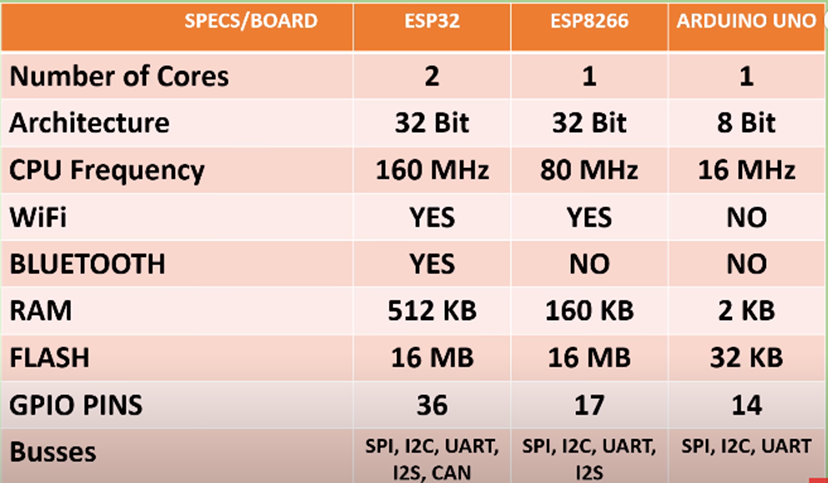 SPECS/BOARD ESP32 ESP8266 ARDUINO UNO
Number of Cores 2 1 1
Architecture 32 Bit 32 Bit 8 Bit
CPU Frequency 160 MHz 80 MHz 16 MHz
WiFi YES YES NO
BLUETOOTH YES NO NO
RAM 512 KB 160 KB 2 KB
FLASH 16 MB 16 MB 32 KB
GPIO PINS 36 17 14
Busses SPI, I2C, UART, SPI, I2C, UART, SPI, I2C, UART
I2S, CAN I2S